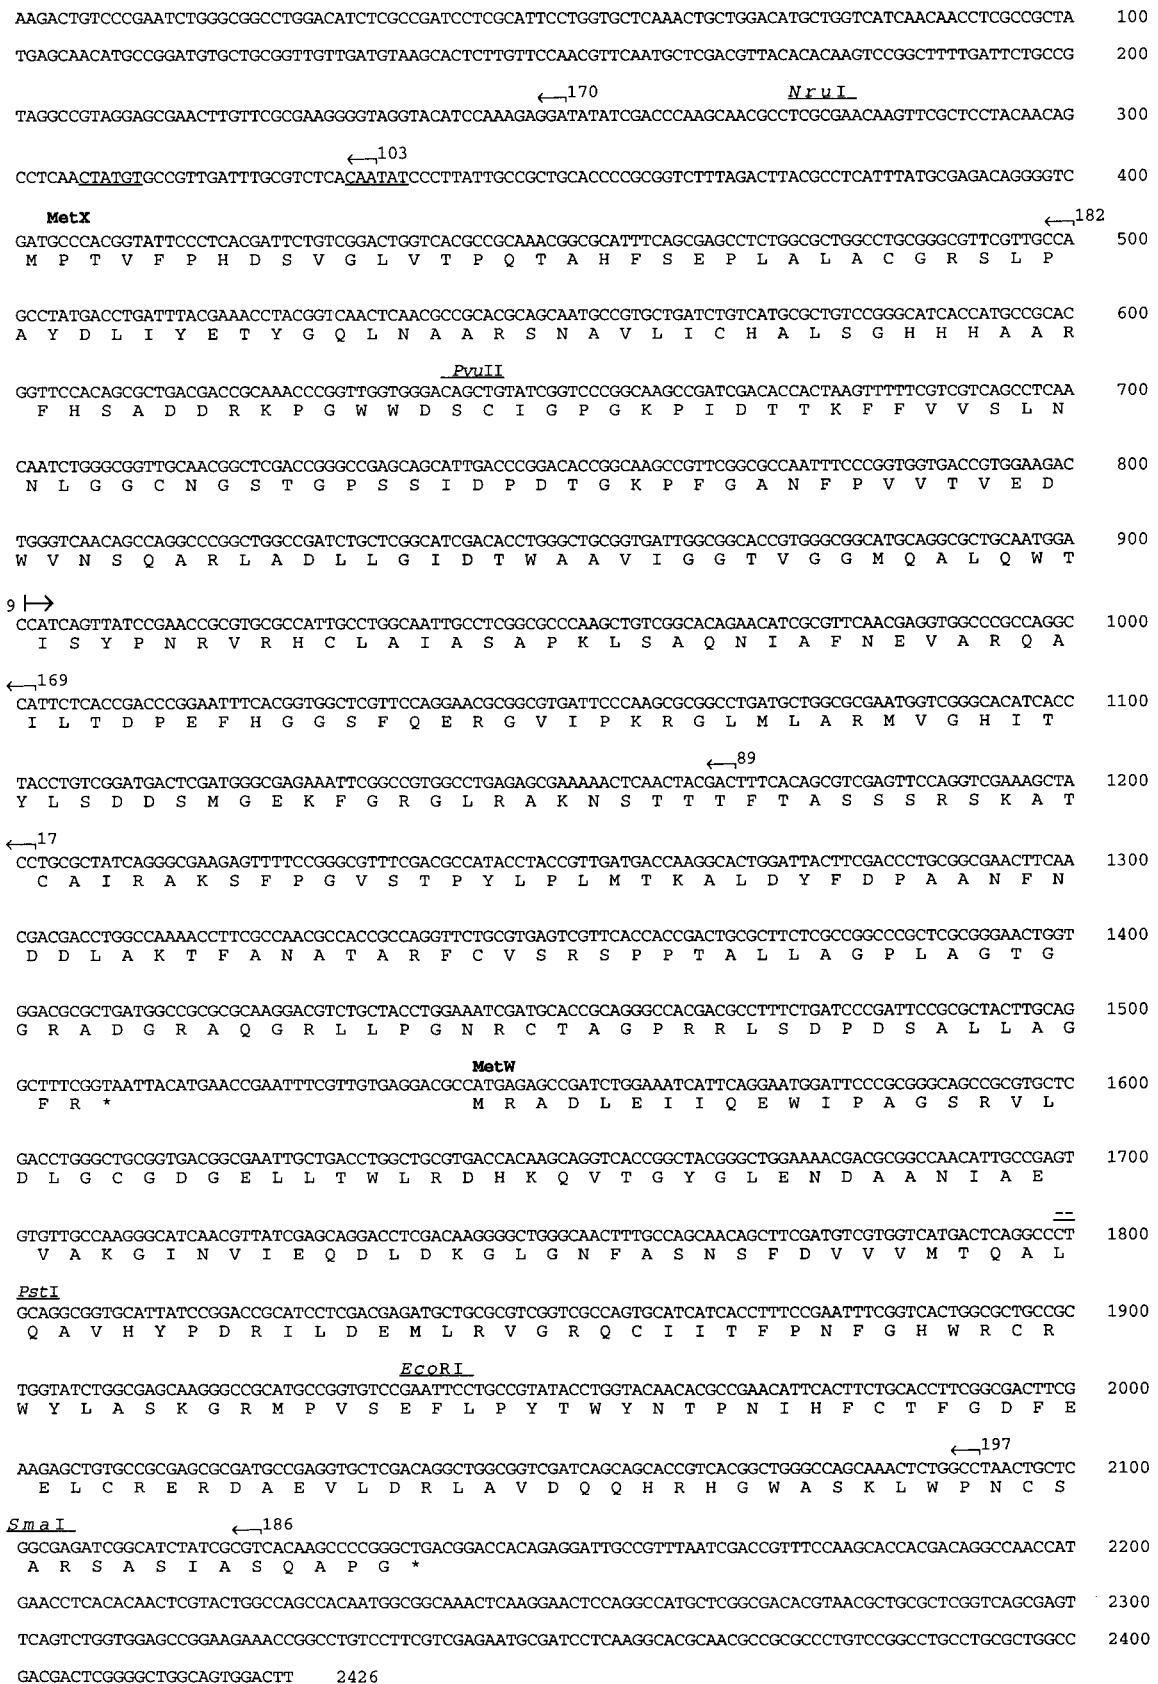 AAGACTGTCCCGAATCTGGGCGGCCTGGACATCTCGCCGATCCTCGCATTCCTGGTGCTCAAACTGCTGGACATGCTGGTCATCAACAACCTCGCCGCTA 100
TGAGCAACATGCCGGATGTGCTGCGGTTGTTGATGTAAGCACTCTTGTTCCAACGTTCAATGCTCGACGTTACACACAAGTCCGGCTTTTGATTCTGCCG 200
←170 NruI
TAGGCCGTAGGAGCGAACTTGTTCGCGAAGGGGTAGGTACATCCAAAGAGGATATATCGACCCAAGCAACGCCTCGCGAACAAGTTCGCTCCTACAACAG 300
←103
CCTCAACTATGTGCCGTTGATTTGCGTCTCACAATATCCCTTATTGCCGCTGCACCCCGCGGTCTTTAGACTTACGCCTCATTTATGCGAGACAGGGGTC 400
MetX ←182
GATGCCCACGGTATTCCCTCACGATTCTGTCGGACTGGTCACGCCGCAAACGGCGCATTTCAGCGAGCCTCTGGCGCTGGCCTGCGGGCGTTCGTTGCCA 500
M P T V F P H D S V G L V T P Q T A H F S E P L A L A C G R S L P
GCCTATGACCTGATTTACGAAACCTACGGTCAACTCAACGCCGCACGCAGCAATGCCGTGCTGATCTGTCATGCGCTGTCCGGGCATCACCATGCCGCAC 600
A Y D L I Y E T Y G Q L N A A R S N A V L I C H A L S G H H H A A R
PvuII
GGTTCCACAGCGCTGACGACCGCAAACCCGGTTGGTGGGACAGCTGTATCGGTCCCGGCAAGCCGATCGACACCACTAAGTTTTTCGTCGTCAGCCTCAA 700
F H S A D D R K P G W W D S C I G P G K P I D T T K F F V V S L N
CAATCTGGGCGGTTGCAACGGCTCGACCGGGCCGAGCAGCATTGACCCGGACACCGGCAAGCCGTTCGGCGCCAATTTCCCGGTGGTGACCGTGGAAGAC 800
N L G G C N G S T G P S S I D P D T G K P F G A N F P V V T V E D
TGGGTCAACAGCCAGGCCCGGCTGGCCGATCTGCTCGGCATCGACACCTGGGCTGCGGTGATTGGCGGCACCGTGGGCGGCATGCAGGCGCTGCAATGGA 900
W V N S Q A R L A D L L G I D T W A A V I G G T V G G M Q A L Q W T
9 →
CCATCAGTTATCCGAACCGCGTGCGCCATTGCCTGGCAATTGCCTCGGCGCCCAAGCTGTCGGCACAGAACATCGCGTTCAACGAGGTGGCCCGCCAGGC 1000
I S Y P N R V R H C L A I A S A P K L S A Q N I A F N E V A R Q A
←169
CATTCTCACCGACCCGGAATTTCACGGTGGCTCGTTCCAGGAACGCGGCGTGATTCCCAAGCGCGGCCTGATGCTGGCGCGAATGGTCGGGCACATCACC 1100
I L T D P E F H G G S F Q E R G V I P K R G L M L A R M V G H I T
←89
TACCTGTCGGATGACTCGATGGGCGAGAAATTCGGCCGTGGCCTGAGAGCGAAAAACTCAACTACGACTTTCACAGCGTCGAGTTCCAGGTCGAAAGCTA 1200
Y L S D D S M G E K F G R G L R A K N S T T T F T A S S S R S K A T
←17
CCTGCGCTATCAGGGCGAAGAGTTTTCCGGGCGTTTCGACGCCATACCTACCGTTGATGACCAAGGCACTGGATTACTTCGACCCTGCGGCGAACTTCAA 1300
C A I R A K S F P G V S T P Y L P L M T K A L D Y F D P A A N F N
CGACGACCTGGCCAAAACCTTCGCCAACGCCACCGCCAGGTTCTGCGTGAGTCGTTCACCACCGACTGCGCTTCTCGCCGGCCCGCTCGCGGGAACTGGT 1400
D D L A K T F A N A T A R F C V S R S P P T A L L A G P L A G T G
GGACGCGCTGATGGCCGCGCGCAAGGACGTCTGCTACCTGGAAATCGATGCACCGCAGGGCCACGACGCCTTTCTGATCCCGATTCCGCGCTACTTGCAG 1500
G R A D G R A Q G R L L P G N R C T A G P R R L S D P D S A L L A G
MetW
GCTTTCGGTAATTACATGAACCGAATTTCGTTGTGAGGACGCCATGAGAGCCGATCTGGAAATCATTCAGGAATGGATTCCCGCGGGCAGCCGCGTGCTC 1600
F R * M R A D L E I I Q E W I P A G S R V L
GACCTGGGCTGCGGTGACGGCGAATTGCTGACCTGGCTGCGTGACCACAAGCAGGTCACCGGCTACGGGCTGGAAAACGACGCGGCCAACATTGCCGAGT 1700
D L G C G D G E L L T W L R D H K Q V T G Y G L E N D A A N I A E
--
GTGTTGCCAAGGGCATCAACGTTATCGAGCAGGACCTCGACAAGGGGCTGGGCAACTTTGCCAGCAACAGCTTCGATGTCGTGGTCATGACTCAGGCCCT 1800
V A K G I N V I E Q D L D K G L G N F A S N S F D V V V M T Q A L
PstI
GCAGGCGGTGCATTATCCGGACCGCATCCTCGACGAGATGCTGCGCGTCGGTCGCCAGTGCATCATCACCTTTCCGAATTTCGGTCACTGGCGCTGCCGC 1900
Q A V H Y P D R I L D E M L R V G R Q C I I T F P N F G H W R C R
EcoRI
TGGTATCTGGCGAGCAAGGGCCGCATGCCGGTGTCCGAATTCCTGCCGTATACCTGGTACAACACGCCGAACATTCACTTCTGCACCTTCGGCGACTTCG 2000
W Y L A S K G R M P V S E F L P Y T W Y N T P N I H F C T F G D F E
←197
AAGAGCTGTGCCGCGAGCGCGATGCCGAGGTGCTCGACAGGCTGGCGGTCGATCAGCAGCACCGTCACGGCTGGGCCAGCAAACTCTGGCCTAACTGCTC 2100
E L C R E R D A E V L D R L A V D Q Q H R H G W A S K L W P N C S
SmaI ←186
GGCGAGATCGGCATCTATCGCGTCACAAGCCCCGGGCTGACGGACCACAGAGGATTGCCGTTTAATCGACCGTTTCCAAGCACCACGACAGGCCAACCAT 2200
A R S A S I A S Q A P G *
GAACCTCACACAACTCGTACTGGCCAGCCACAATGGCGGCAAACTCAAGGAACTCCAGGCCATGCTCGGCGACACGTAACGCTGCGCTCGGTCAGCGAGT 2300
TCAGTCTGGTGGAGCCGGAAGAAACCGGCCTGTCCTTCGTCGAGAATGCGATCCTCAAGGCACGCAACGCCGCGCCCTGTCCGGCCTGCCTGCGCTGGCC 2400
GACGACTCGGGGCTGGCAGTGGACTT 2426